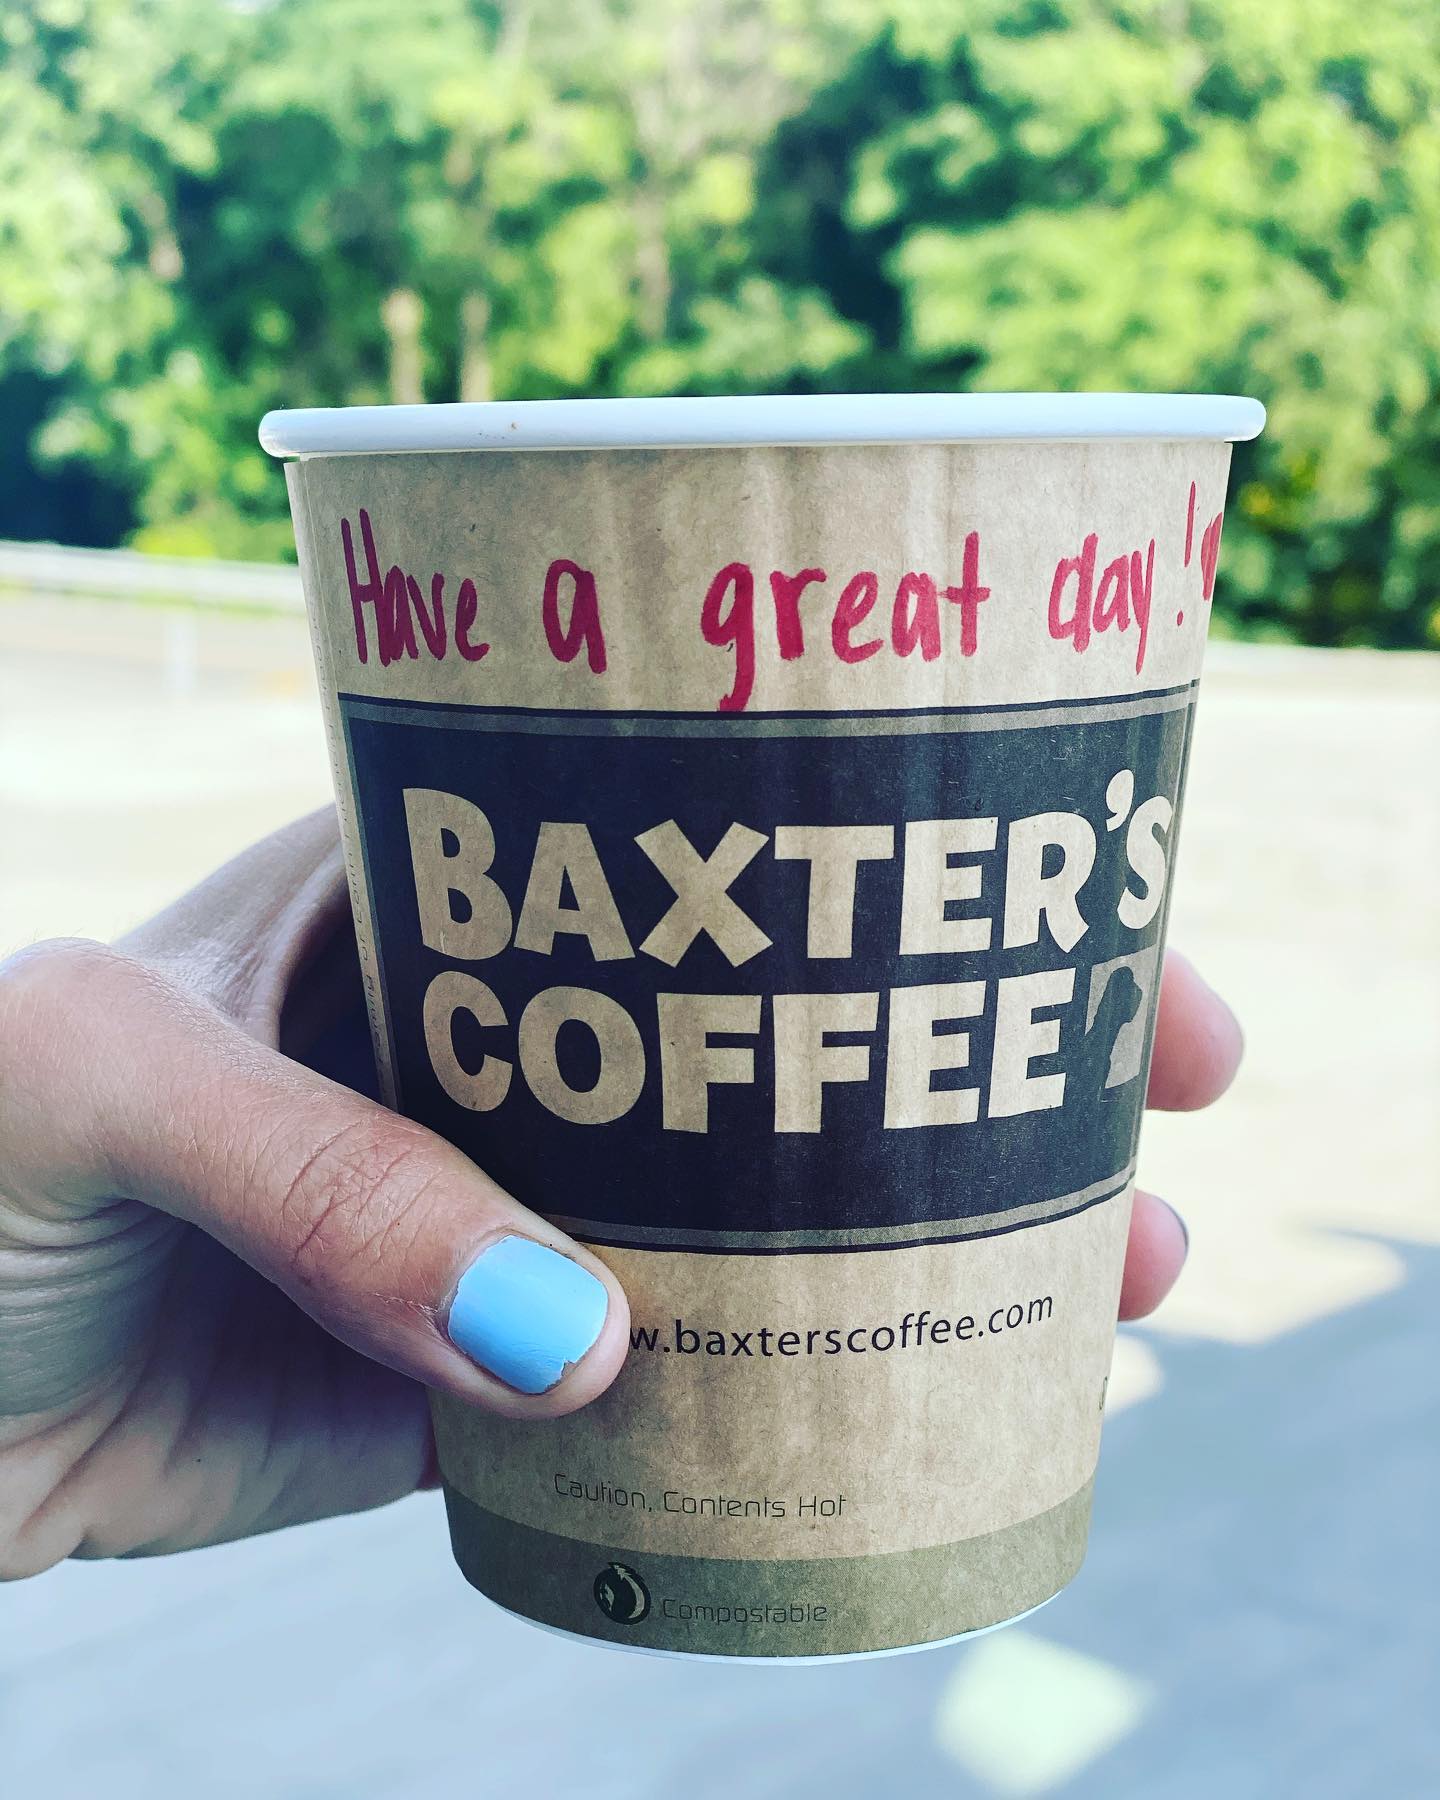 Have a great day!
BAXTER'S
COFFEE
w.baxterscoffee.com
Caution, Contents Hot
Compostable